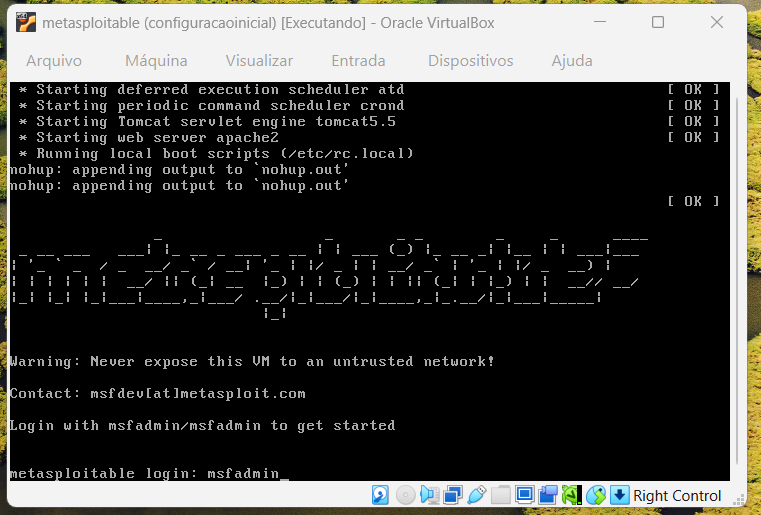 metasploitable (configuracaoinicial) [Executando] - Oracle VirtualBox
Arquivo Máquina Visualizar Entrada Dispositivos Ajuda
* Starting deferred execution scheduler atd [ OK ]
* Starting periodic command scheduler crond [ OK ]
* Starting Tomcat servlet engine tomcat5.5 [ OK ]
* Starting web server apache2 [ OK ]
* Running local boot scripts (/etc/rc.local)
nohup: appending output to `nohup.out'
nohup: appending output to `nohup.out'
[ OK ]
metasploitable2
Warning: Never expose this VM to an untrusted network!
Contact: msfdev[at]metasploit.com
Login with msfadmin/msfadmin to get started
metasploitable login: msfadmin_
Right Control